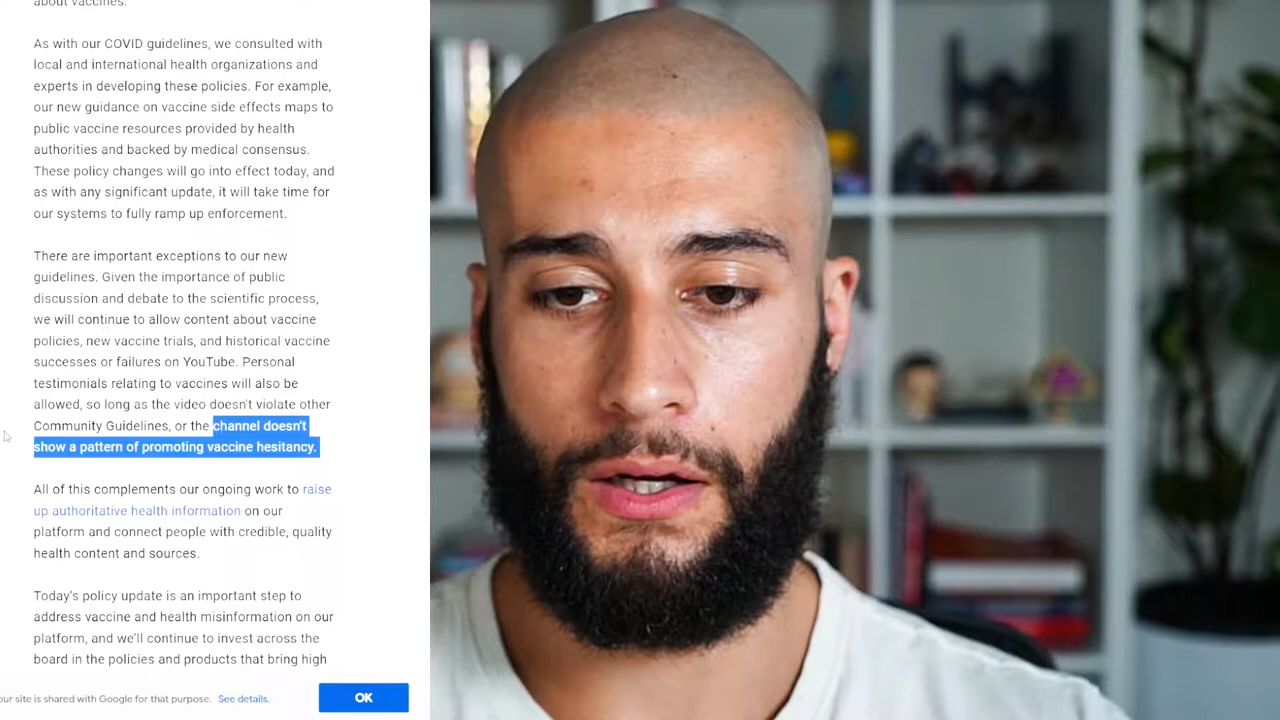 about vaccines.
As with our COVID guidelines, we consulted with
local and international health organizations and
experts in developing these policies. For example,
our new guidance on vaccine side effects maps to
public vaccine resources provided by health
authorities and backed by medical consensus.
These policy changes will go into effect today, and
as with any significant update, it will take time for
our systems to fully ramp up enforcement.
There are important exceptions to our new
guidelines. Given the importance of public
discussion and debate to the scientific process,
we will continue to allow content about vaccine
policies, new vaccine trials, and historical vaccine
successes or failures on YouTube. Personal
testimonials relating to vaccines will also be
allowed, so long as the video doesn't violate other
Community Guidelines, or the channel doesn't
show a pattern of promoting vaccine hesitancy.
All of this complements our ongoing work to raise
up authoritative health information on our
platform and connect people with credible, quality
health content and sources.
Today's policy update is an important step to
address vaccine and health misinformation on our
platform, and we'll continue to invest across the
board in the policies and products that bring high
our site is shared with Google for that purpose. See details.
OK